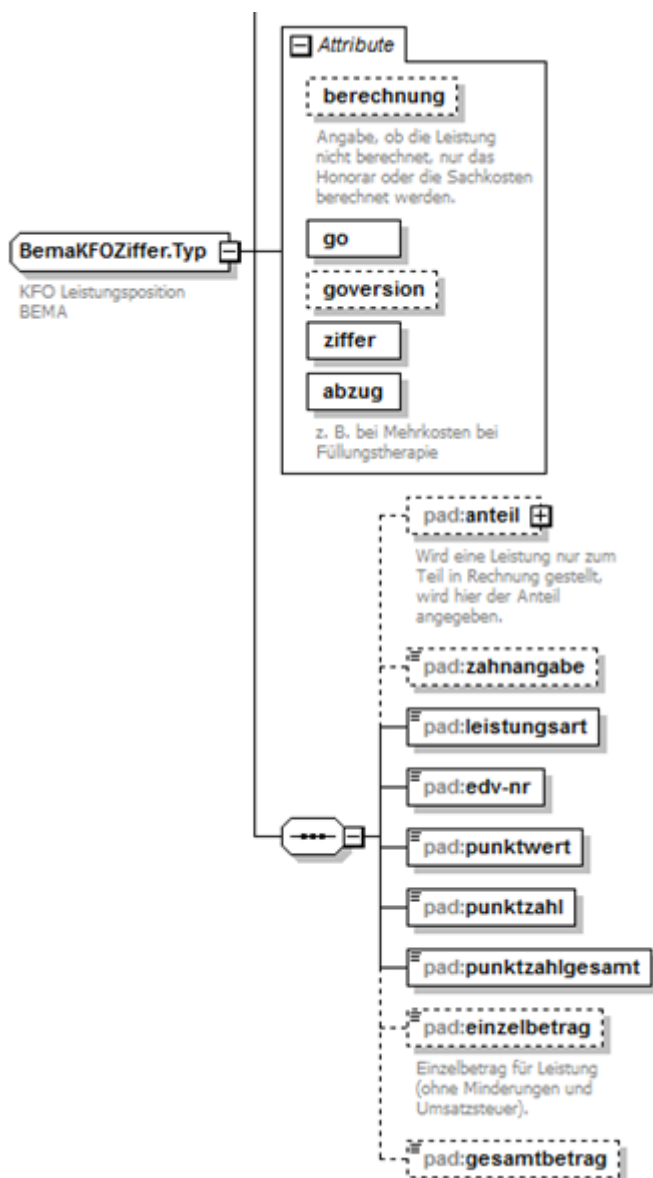 Attribute
berechnung
Angabe, ob die Leistung
nicht berechnet, nur das
Honorar oder die Sachkosten
berechnet werden.
BemaKFOZiffer.Typ
KFO Leistungsposition
BEMA
go
goversion
ziffer
abzug
z. B. bei Mehrkosten bei
Füllungstherapie
pad:anteil
Wird eine Leistung nur zum
Teil in Rechnung gestellt,
wird hier der Anteil
angegeben.
pad:zahnangabe
pad:leistungsart
pad:edv-nr
pad:punktwert
pad:punktzahl
pad:punktzahlgesamt
pad:einzelbetrag
Einzelbetrag für Leistung
(ohne Minderungen und
Umsatzsteuer).
pad:gesamtbetrag